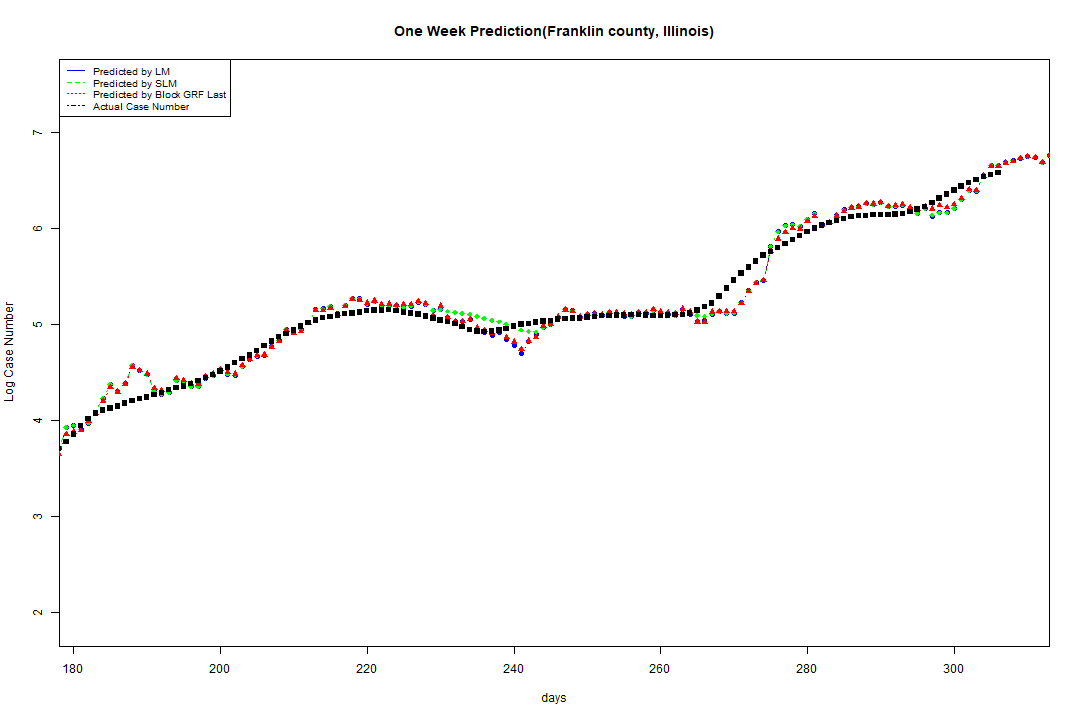 One Week Prediction(Franklin county, Illinois)
Predicted by LM
Predicted by SLM
Predicted by Block GRF Last
Actual Case Number
Log Case Number
7
6
5
4
3
2
180 200 220 240 260 280 300
days